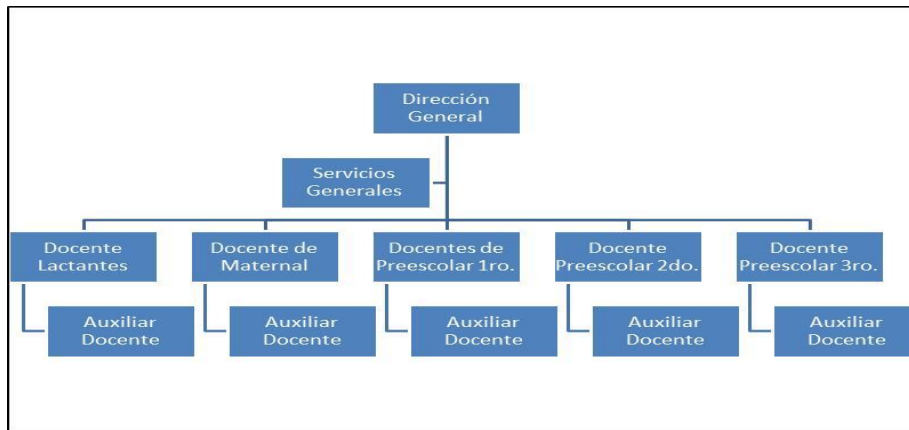 Dirección
General
Servicios
Generales
Docente
Lactantes
Docente de
Maternal
Docentes de
Preescolar 1ro.
Docente
Preescolar 2do.
Docente
Preescolar 3ro.
Auxiliar
Docente
Auxiliar
Docente
Auxiliar
Docente
Auxiliar
Docente
Auxiliar
Docente